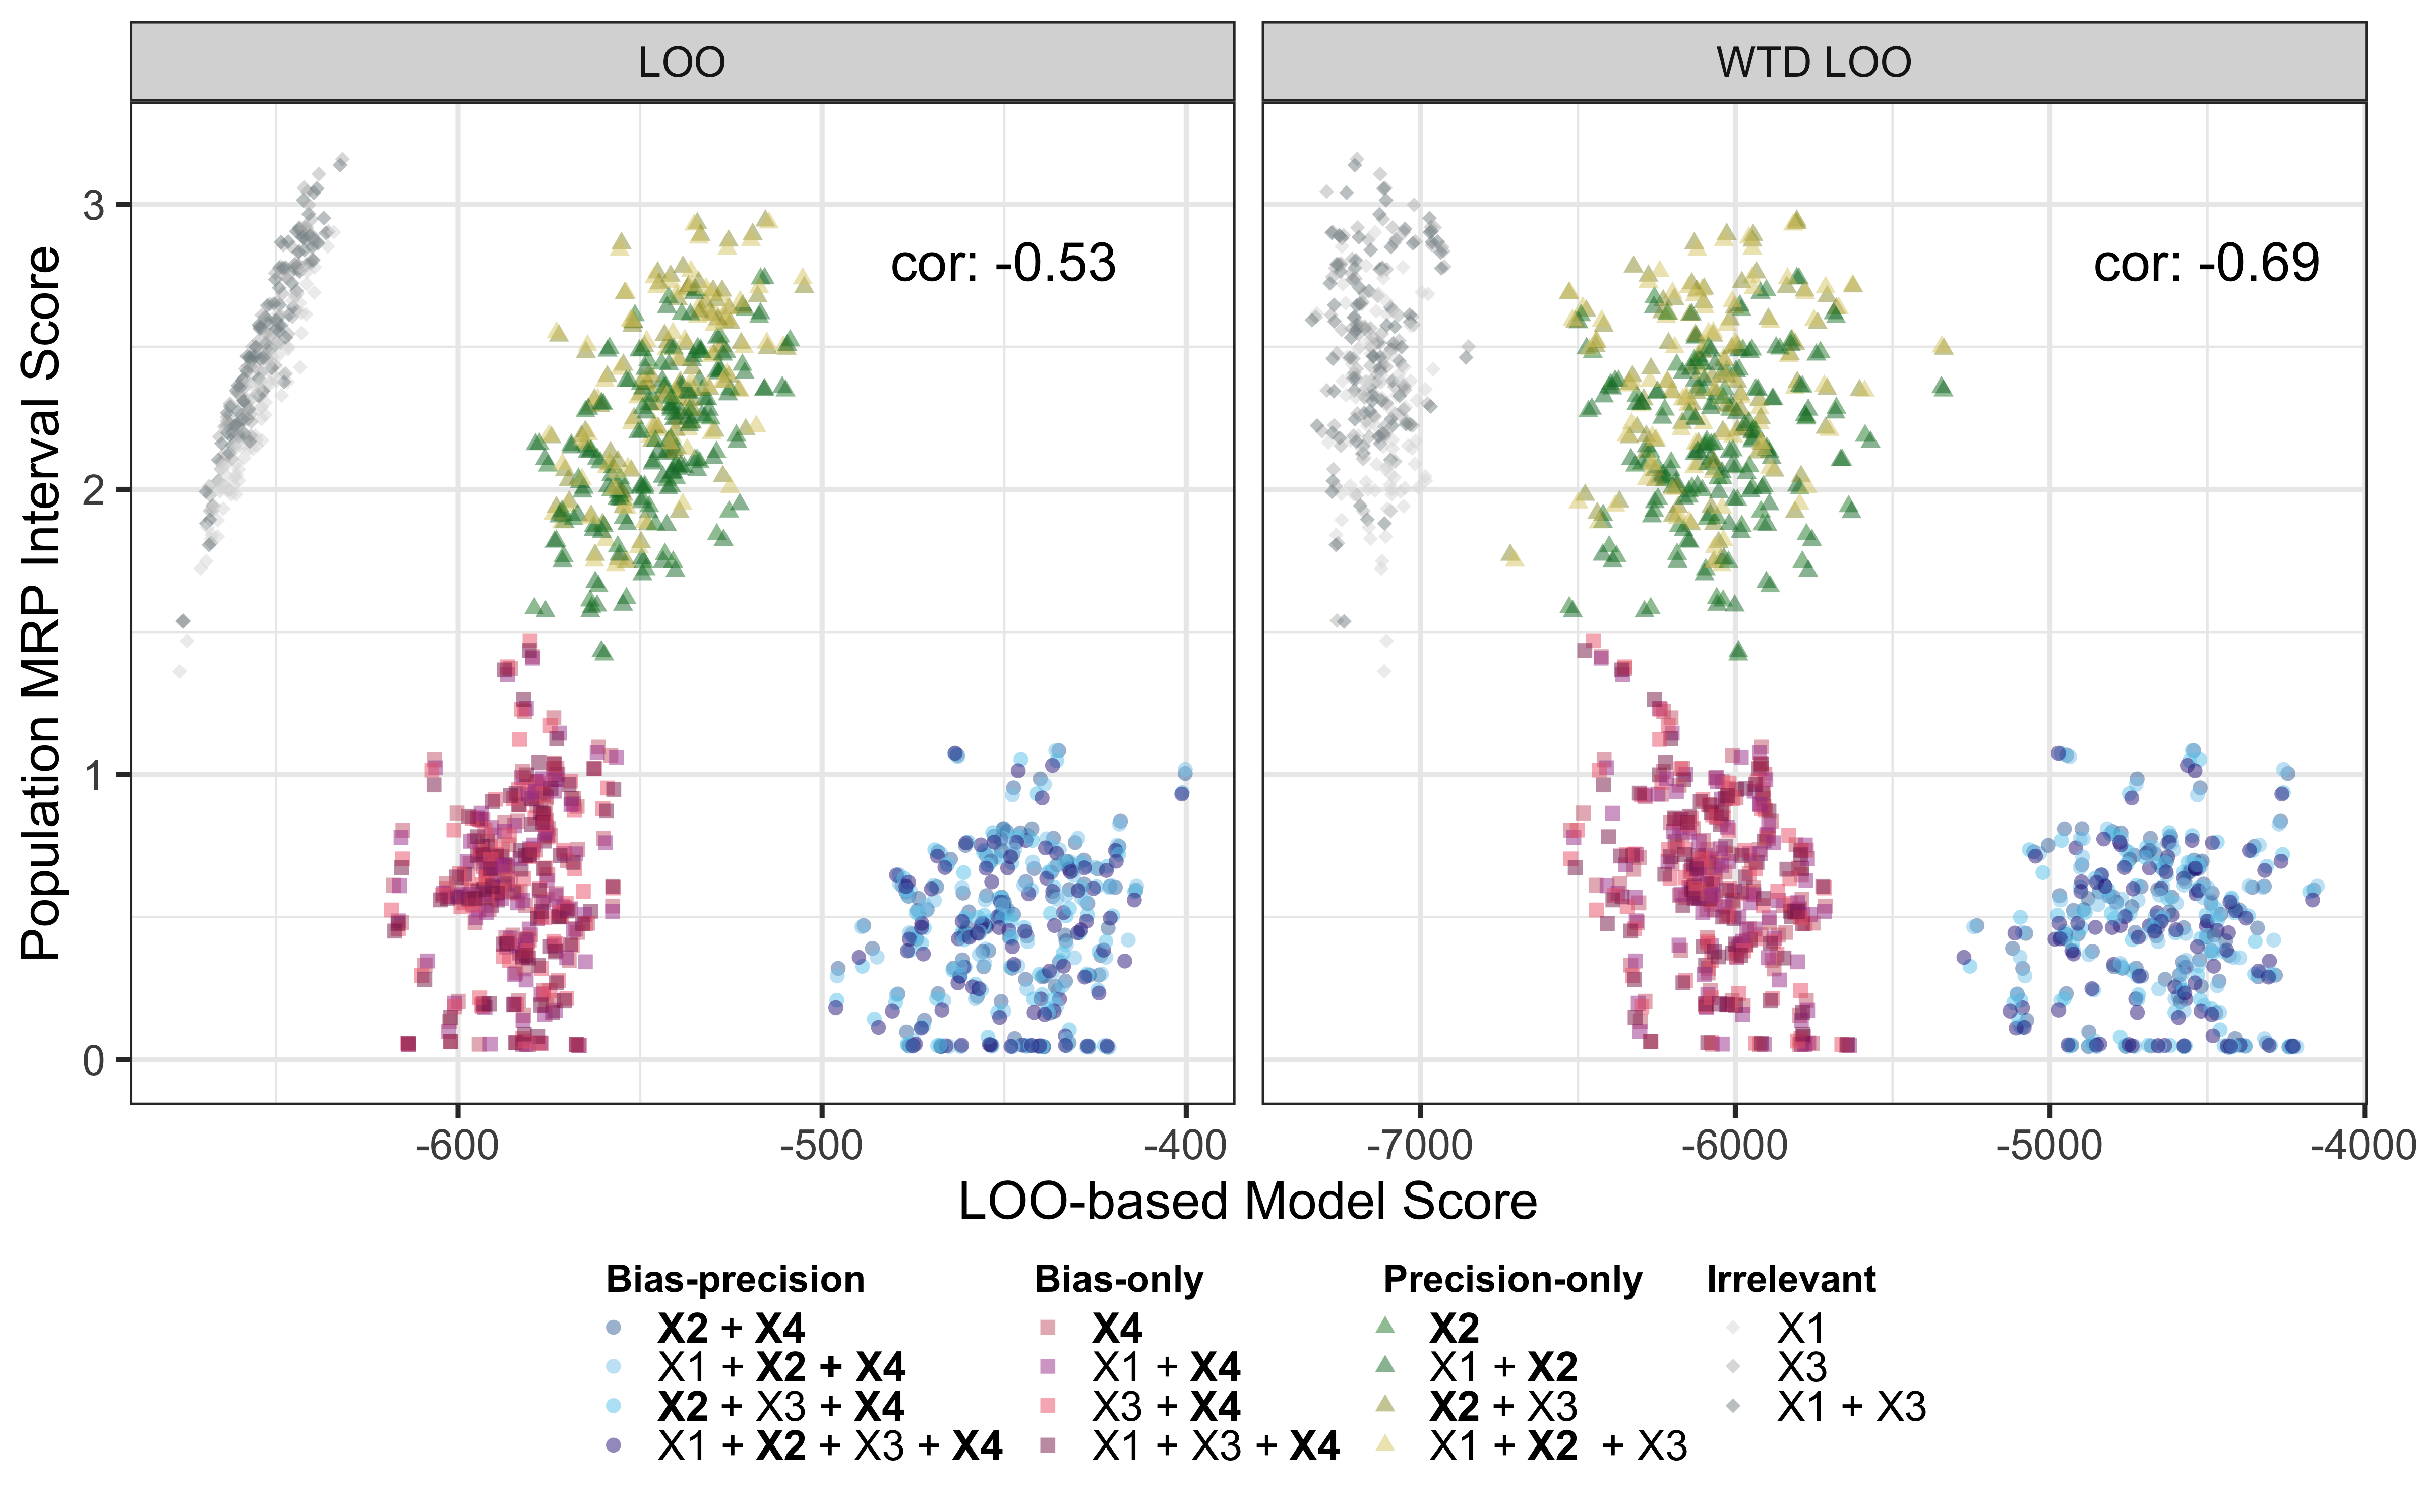 LOO
WTD LOO
Population MRP Interval Score
3
2
1
0
cor: -0.53
cor: -0.69
-600
-500
-400
-7000
-6000
-5000
-4000
LOO-based Model Score
Bias-precision
X2 + X4
X1 + X2 + X4
X2 + X3 + X4
X1 + X2 + X3 + X4
Bias-only
X4
X1 + X4
X3 + X4
X1 + X3 + X4
Precision-only
X2
X1 + X2
X2 + X3
X1 + X2 + X3
Irrelevant
X1
X3
X1 + X3